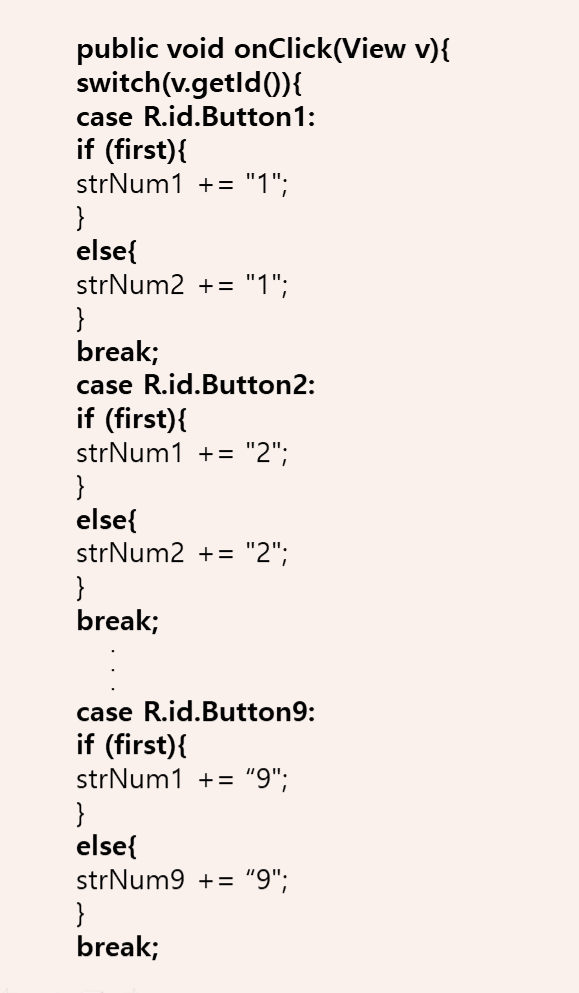 public void onClick(View v){
switch(v.getId()){
case R.id.Button1:
if (first){
strNum1 += "1";
}
else{
strNum2 += "1";
}
break;
case R.id.Button2:
if (first){
strNum1 += "2";
}
else{
strNum2 += "2";
}
break;
.
.
.
case R.id.Button9:
if (first){
strNum1 += “9";
}
else{
strNum9 += “9";
}
break;